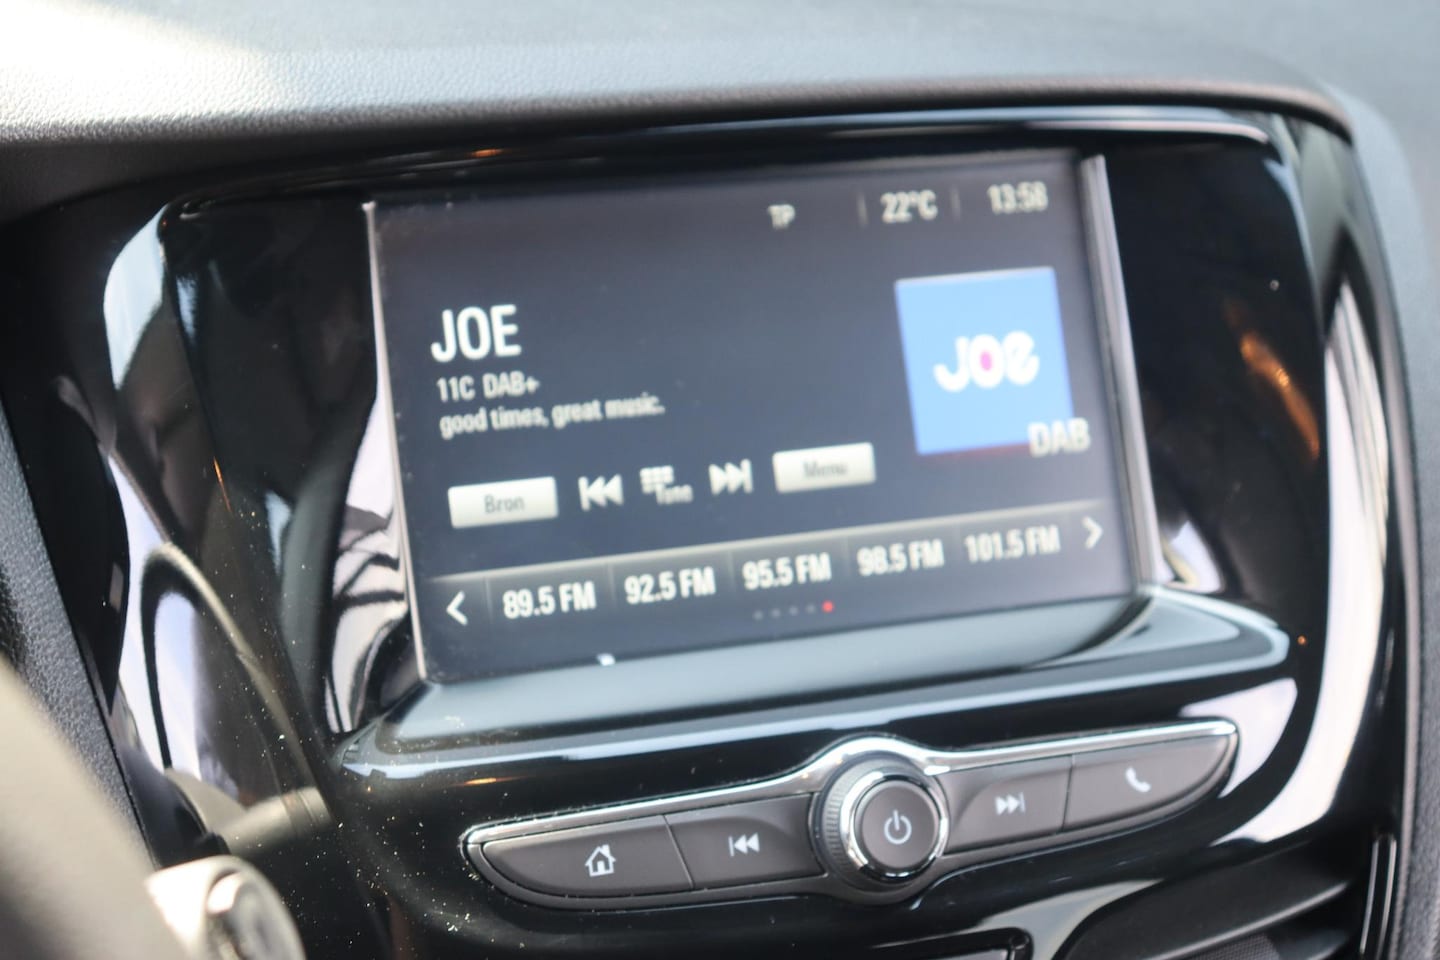 TP 22°C 13:58
JOE
11C DAB+
good times, great music.
joe
DAB
Bron Tune Menu
89.5 FM 92.5 FM 95.5 FM 98.5 FM 101.5 FM